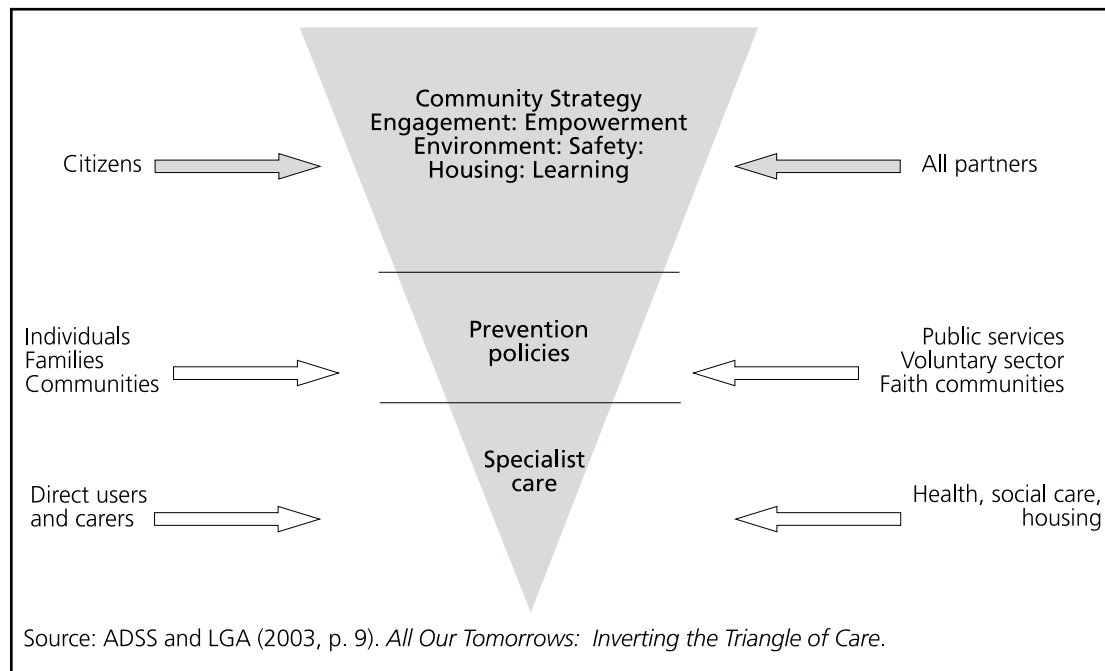 Community Strategy
Engagement: Empowerment
Environment: Safety:
Housing: Learning
Citizens
All partners
Prevention
policies
Individuals
Families
Communities
Public services
Voluntary sector
Faith communities
Specialist
care
Direct users
and carers
Health, social care,
housing
Source: ADSS and LGA (2003, p. 9). All Our Tomorrows: Inverting the Triangle of Care.